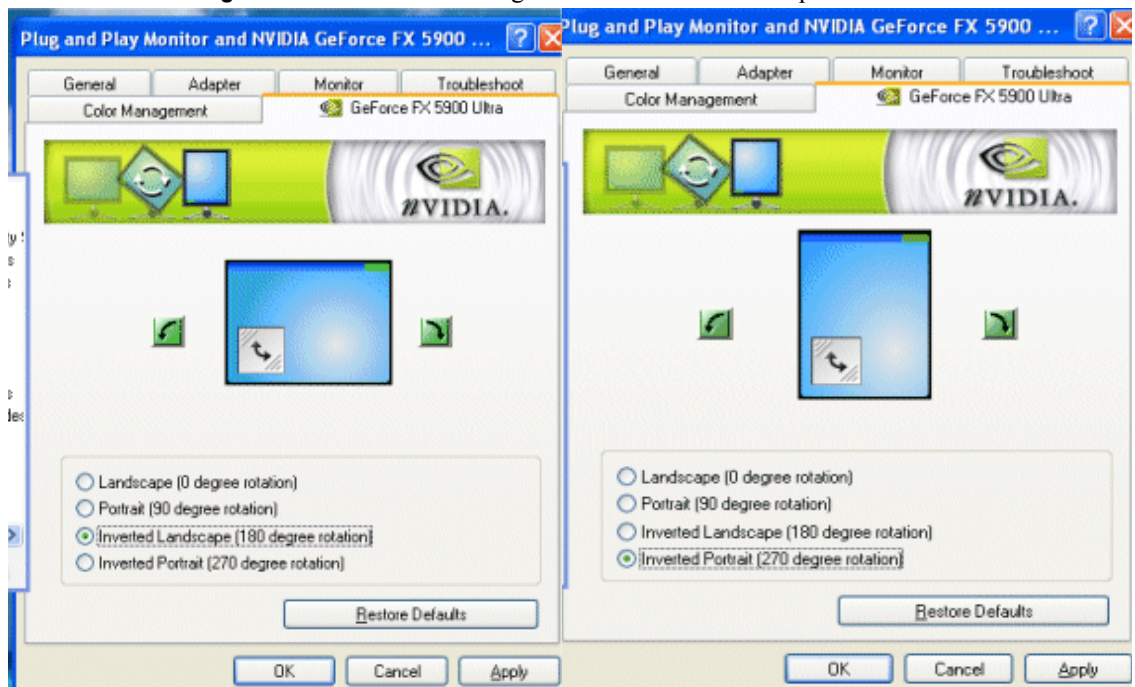 Plug and Play Monitor and NVIDIA GeForce FX 5900 ...
General Adapter Monitor Troubleshoot
Color Management GeForce FX 5900 Ultra
nVIDIA.
Landscape (0 degree rotation)
Portrait (90 degree rotation)
Inverted Landscape (180 degree rotation)
Inverted Portrait (270 degree rotation)
Restore Defaults
OK Cancel Apply
Plug and Play Monitor and NVIDIA GeForce FX 5900 ...
General Adapter Monitor Troubleshoot
Color Management GeForce FX 5900 Ultra
nVIDIA.
Landscape (0 degree rotation)
Portrait (90 degree rotation)
Inverted Landscape (180 degree rotation)
Inverted Portrait (270 degree rotation)
Restore Defaults
OK Cancel Apply